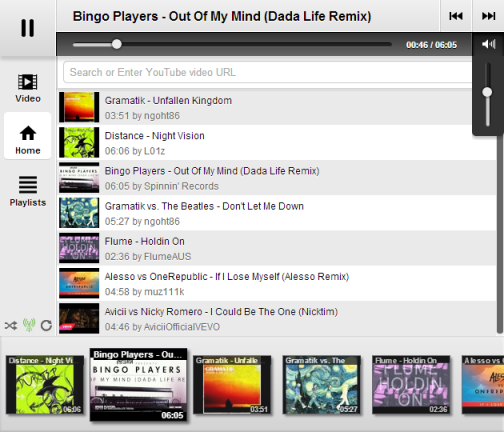 Bingo Players - Out Of My Mind (Dada Life Remix)
00:46 / 06:05
Search or Enter YouTube video URL
Video
Home
Playlists
Gramatik - Unfallen Kingdom
03:51 by ngoht86
Distance - Night Vision
06:06 by L01z
Bingo Players - Out Of My Mind (Dada Life Remix)
06:05 by Spinnin' Records
Gramatik vs. The Beatles - Don't Let Me Down
05:27 by ngoht86
Flume - Holdin On
02:36 by FlumeAUS
Alesso vs OneRepublic - If I Lose Myself (Alesso Remix)
04:58 by muz111k
Avicii vs Nicky Romero - I Could Be The One (Nicktim)
04:46 by AviciiOfficialVEVO
Distance - Night Vi
06:06
Bingo Players - Ou...
BINGO PLAYERS
IF MY MIND (DADA LIFE RE
06:05
Gramatik - Unfalle
03:51
Gramatik vs. The
05:27
Flume - Holdin On
FLUME
HOLDIN
ON
02:36
Alesso vs O